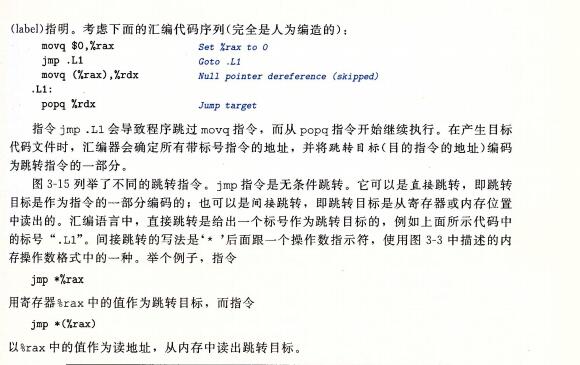 (label)指明。考虑下面的汇编代码序列(完全是人为编造的)：
movq $0,%rax Set %rax to 0
jmp .L1 Goto .L1
movq (%rax),%rdx Null pointer dereference (skipped)
.L1:
popq %rdx Jump target
指令 jmp .L1 会导致程序跳过 movq 指令，而从 popq 指令开始继续执行。在产生目标
代码文件时，汇编器会确定所有带标号指令的地址，并将跳转目标(目的指令的地址)编码
为跳转指令的一部分。
图 3-15 列举了不同的跳转指令。jmp 指令是无条件跳转。它可以是直接跳转，即跳转
目标是作为指令的一部分编码的；也可以是间接跳转，即跳转目标是从寄存器或内存位置
中读出的。汇编语言中，直接跳转是给出一个标号作为跳转目标的，例如上面所示代码中
的标号“.L1”。间接跳转的写法是‘*’后面跟一个操作数指示符，使用图 3-3 中描述的内
存操作数格式中的一种。举个例子，指令
jmp *%rax
用寄存器%rax 中的值作为跳转目标，而指令
jmp *(%rax)
以%rax 中的值作为读地址，从内存中读出跳转目标。